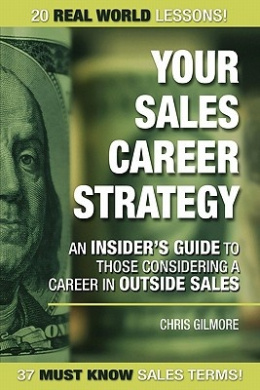 20 REAL WORLD LESSONS!
YOUR
SALES
CAREER
STRATEGY
AN INSIDER'S GUIDE TO
THOSE CONSIDERING A
CAREER IN OUTSIDE SALES
CHRIS GILMORE
37 MUST KNOW SALES TERMS!